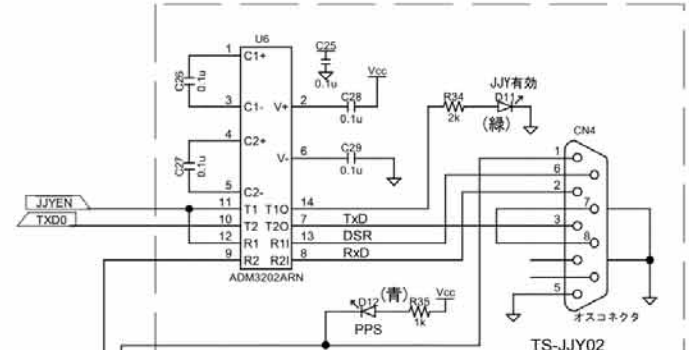 U6
C25
0.1u
1
C1+
C26
0.1u
Vcc
3
C1-
V+
2
C28
0.1u
R34
2k
JJY有効
D11
(緑)
CN4
4
C2+
C27
0.1u
V-
6
C29
0.1u
5
C2-
JJYEN
11
T1
T1O
14
TXD0
10
T2
T2O
7
TxD
12
R1
R1I
13
DSR
9
R2
R2I
8
RxD
ADM3202ARN
1
6
2
7
3
8
5
オスコネクタ
D12
(青)
R35
1k
Vcc
PPS
TS-JJY02